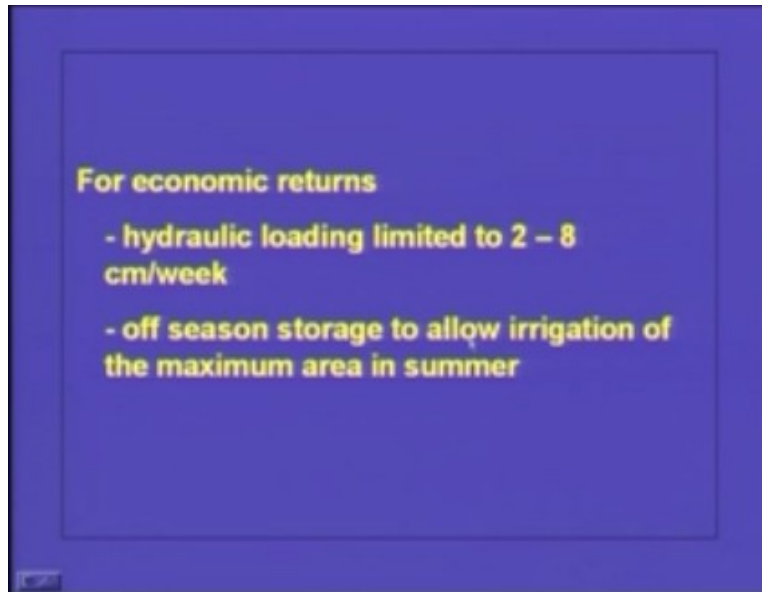 For economic returns
- hydraulic loading limited to 2 – 8
cm/week
- off season storage to allow irrigation of
the maximum area in summer